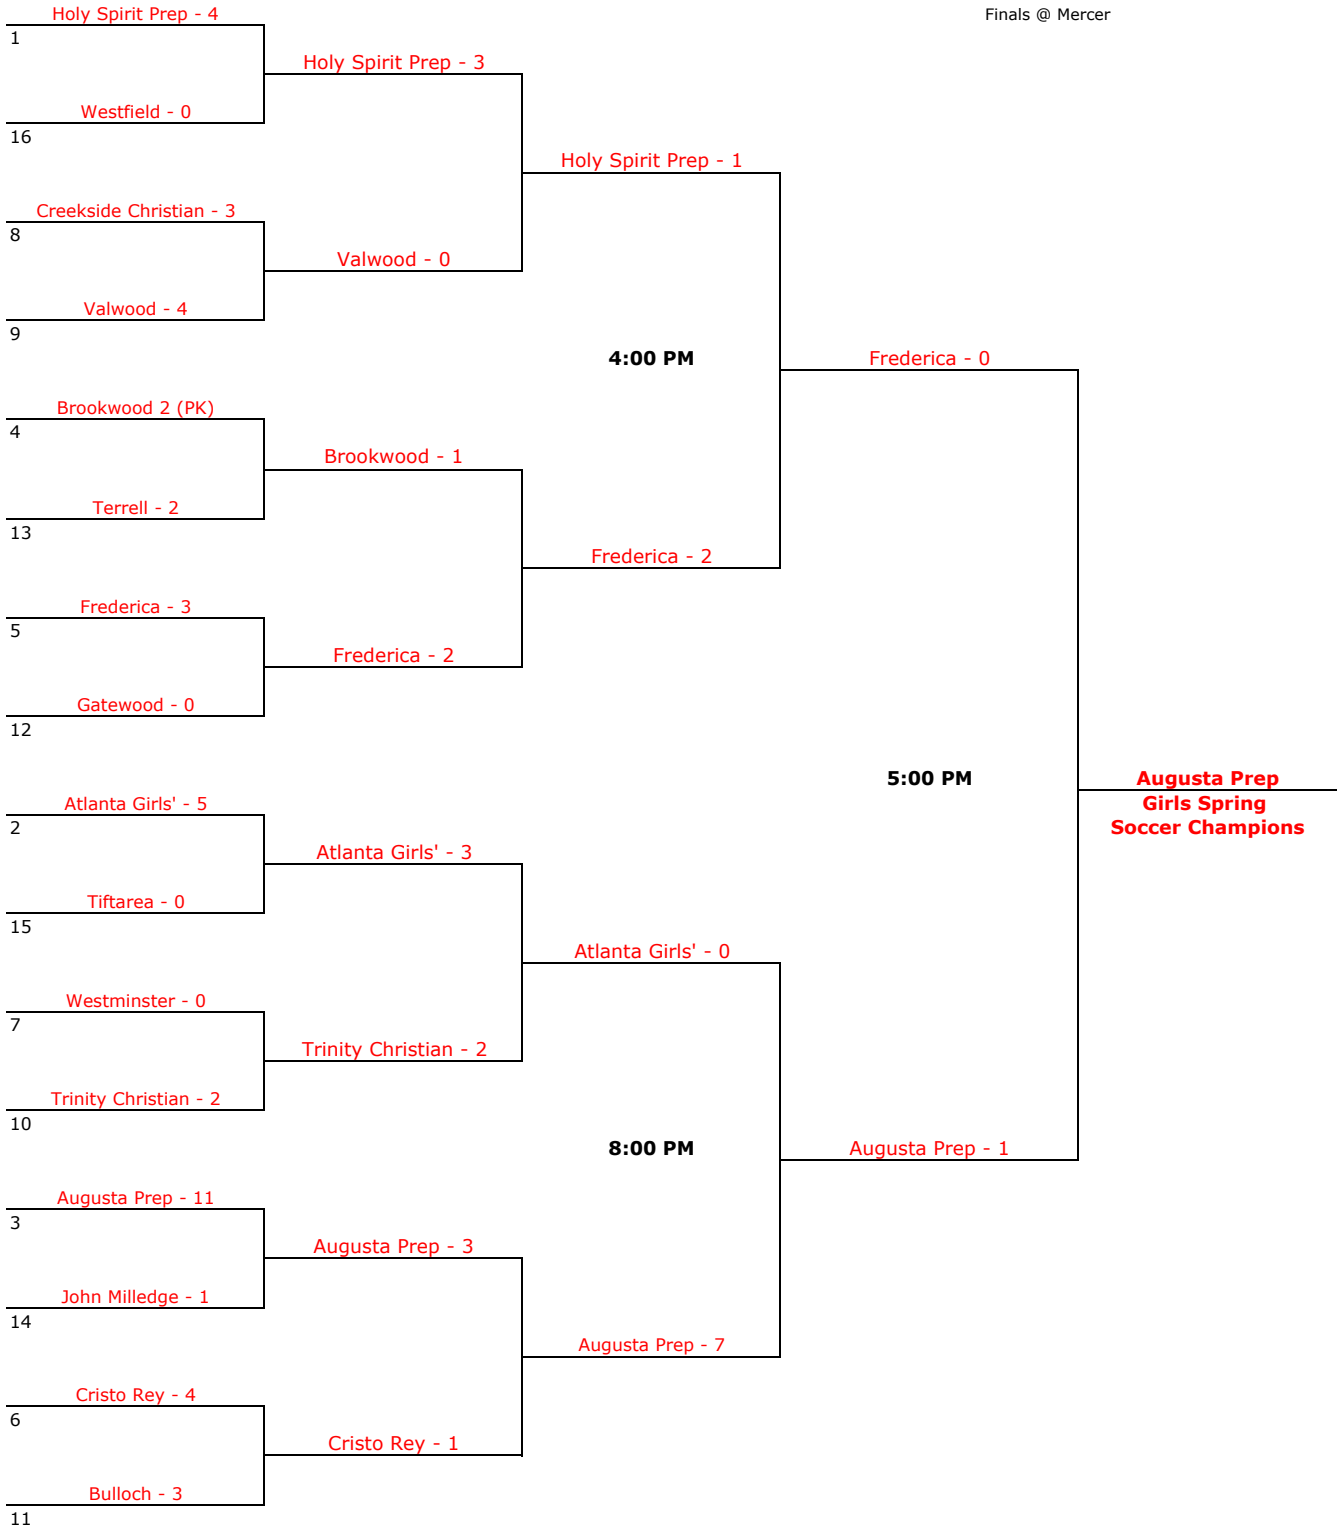 Holy Spirit Prep - 4
Finals @ Mercer
1
Holy Spirit Prep - 3
Westfield - 0
16
Holy Spirit Prep - 1
Creekside Christian - 3
8
Valwood - 0
Valwood - 4
9
4:00 PM
Frederica - 0
Brookwood 2 (PK)
4
Brookwood - 1
Terrell - 2
13
Frederica - 2
Frederica - 3
5
Frederica - 2
Gatewood - 0
12
5:00 PM
Augusta Prep
Girls Spring
Soccer Champions
Atlanta Girls' - 5
2
Atlanta Girls' - 3
Tiftarea - 0
15
Atlanta Girls' - 0
Westminster - 0
7
Trinity Christian - 2
Trinity Christian - 2
10
8:00 PM
Augusta Prep - 1
Augusta Prep - 11
3
Augusta Prep - 3
John Milledge - 1
14
Augusta Prep - 7
Cristo Rey - 4
6
Cristo Rey - 1
Bulloch - 3
11